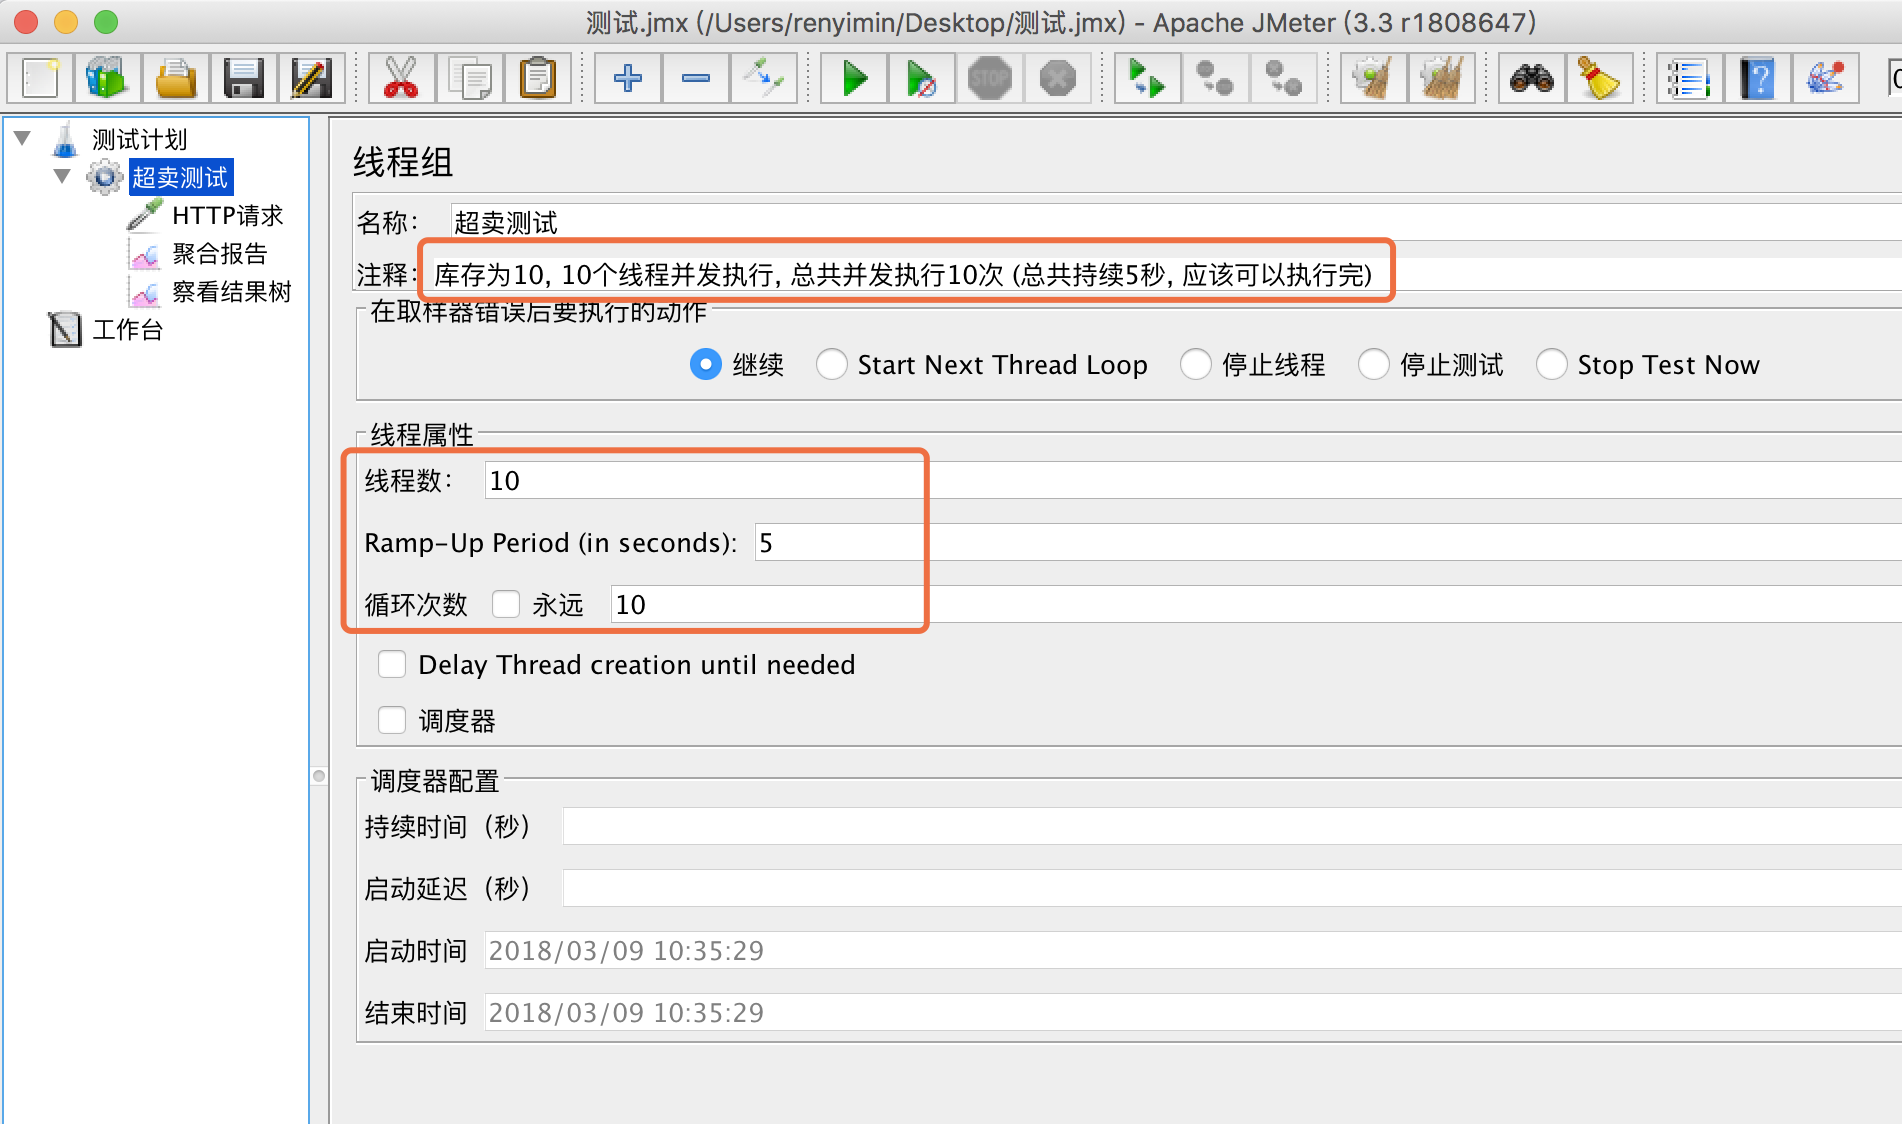 测试.jmx (/Users/renyimin/Desktop/测试.jmx) - Apache JMeter (3.3 r1808647)
STOP
测试计划
超卖测试
HTTP请求
聚合报告
察看结果树
工作台
线程组
名称: 超卖测试
注释: 库存为10, 10个线程并发执行, 总共并发执行10次 (总共持续5秒, 应该可以执行完)
在取样器错误后要执行的动作
继续 Start Next Thread Loop 停止线程 停止测试 Stop Test Now
线程属性
线程数: 10
Ramp-Up Period (in seconds): 5
循环次数 永远 10
Delay Thread creation until needed
调度器
调度器配置
持续时间（秒）
启动延迟（秒）
启动时间 2018/03/09 10:35:29
结束时间 2018/03/09 10:35:29